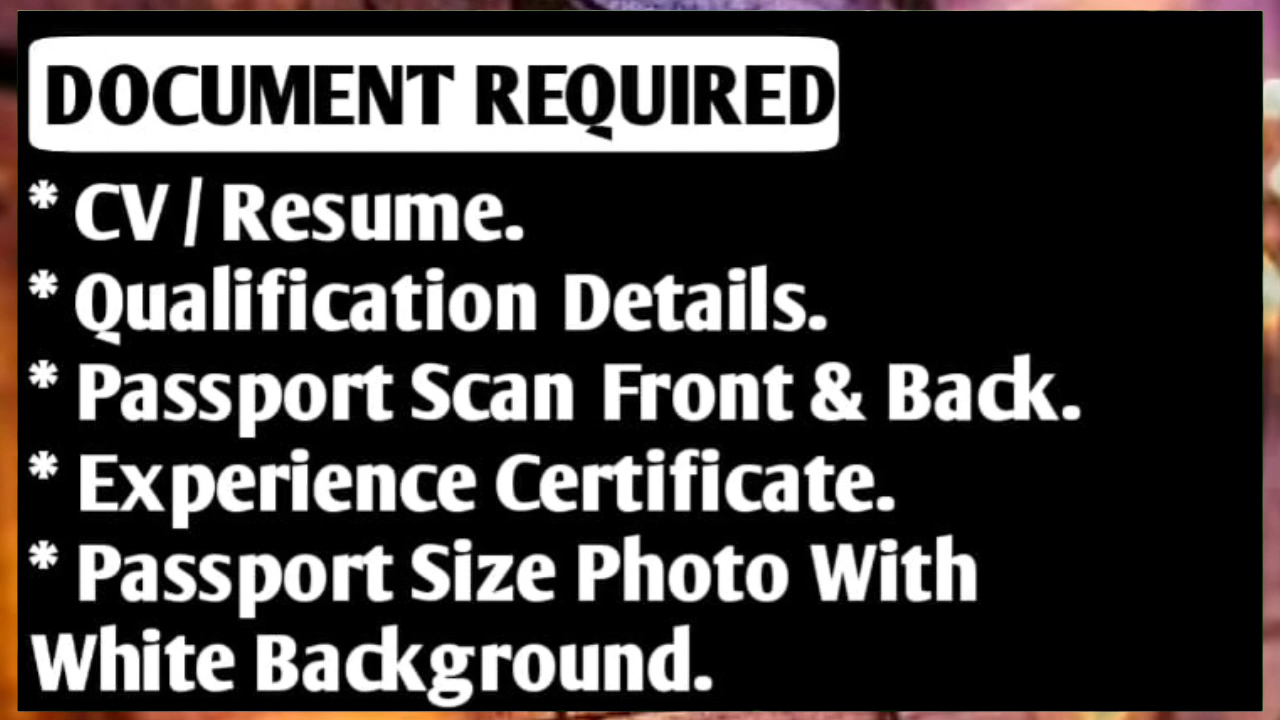 DOCUMENT REQUIRED
* CV / Resume.
* Qualification Details.
* Passport Scan Front & Back.
* Experience Certificate.
* Passport Size Photo With
White Background.